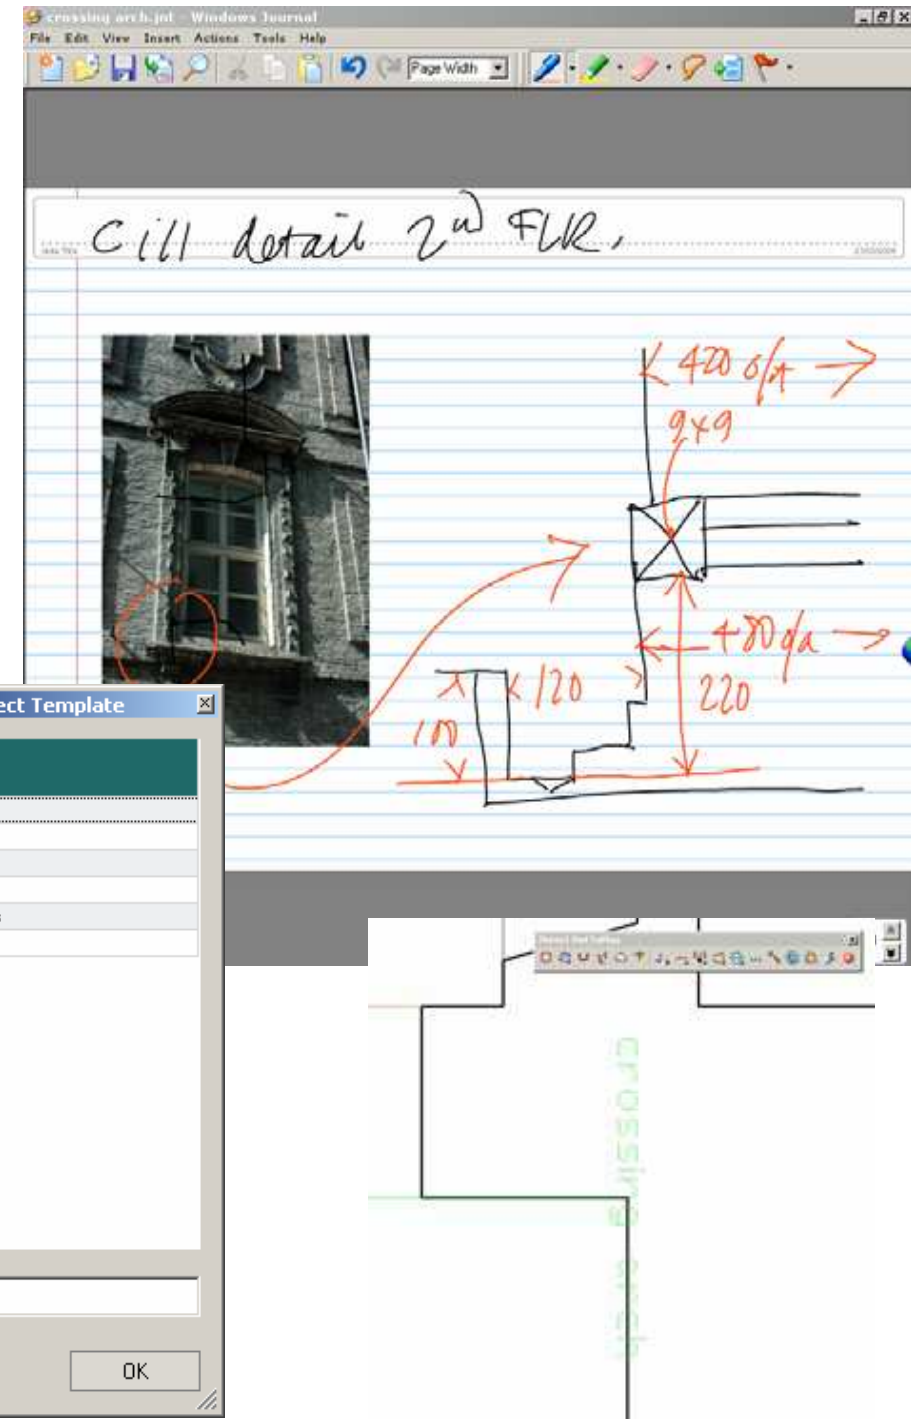 crossing arch.jnt - Windows Journal
File Edit View Insert Actions Tools Help
Page Width
Cill detail 2nd FLR.
420 o/a
9x9
480 o/a
120
220
100
ect Template
OK
crossing arch